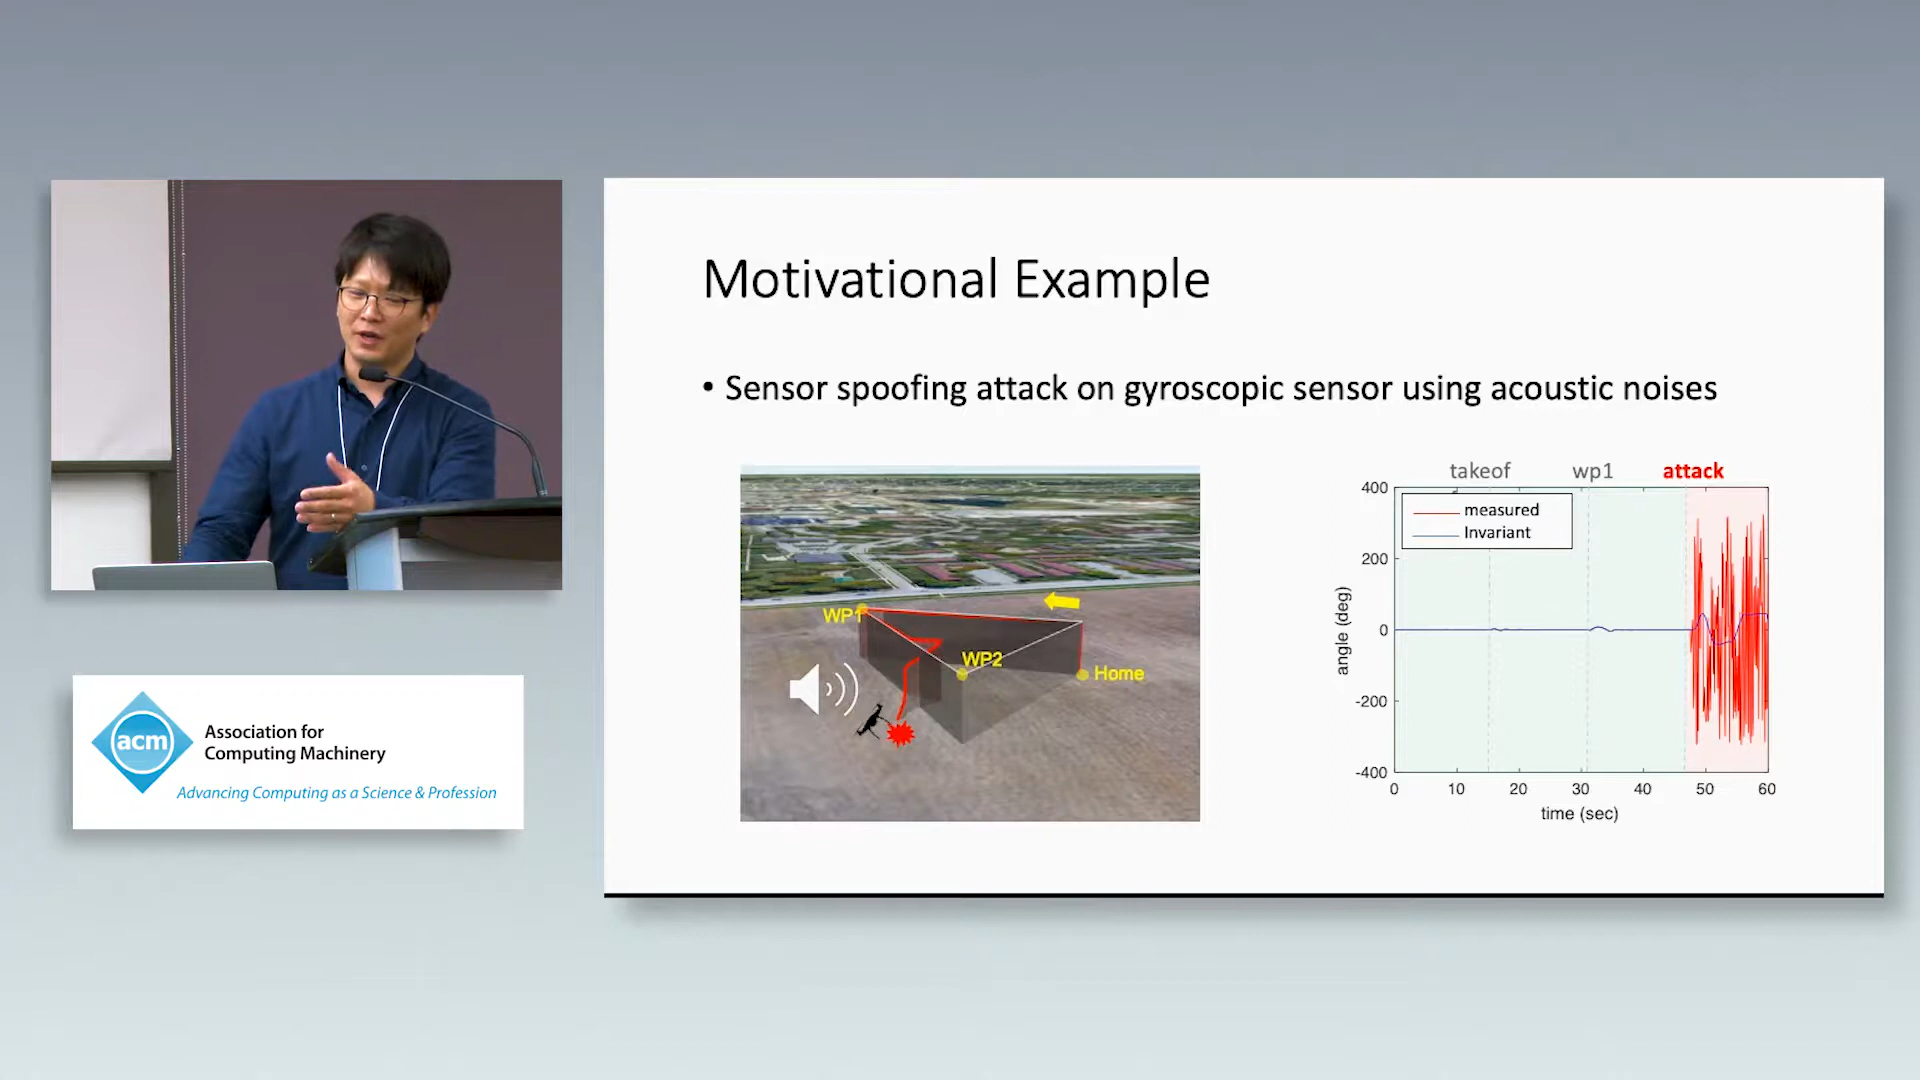 Motivational Example
• Sensor spoofing attack on gyroscopic sensor using acoustic noises
WP1
WP2
Home
takeof
wp1
attack
measured
Invariant
400
200
0
-200
-400
angle (deg)
0 10 20 30 40 50 60
time (sec)
acm
Association for
Computing Machinery
Advancing Computing as a Science & Profession